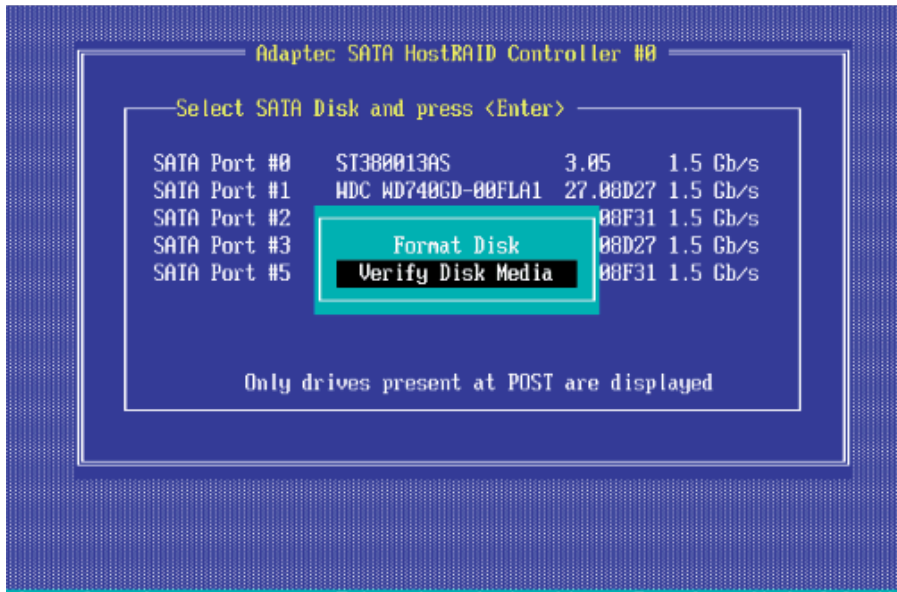 Adaptec SATA HostRAID Controller #0
Select SATA Disk and press <Enter>
SATA Port #0 ST380013AS 3.05 1.5 Gb/s
SATA Port #1 WDC WD740GD-00FLA1 27.08D27 1.5 Gb/s
SATA Port #2 08F31 1.5 Gb/s
SATA Port #3 Format Disk 08D27 1.5 Gb/s
SATA Port #5 Verify Disk Media 08F31 1.5 Gb/s
Only drives present at POST are displayed